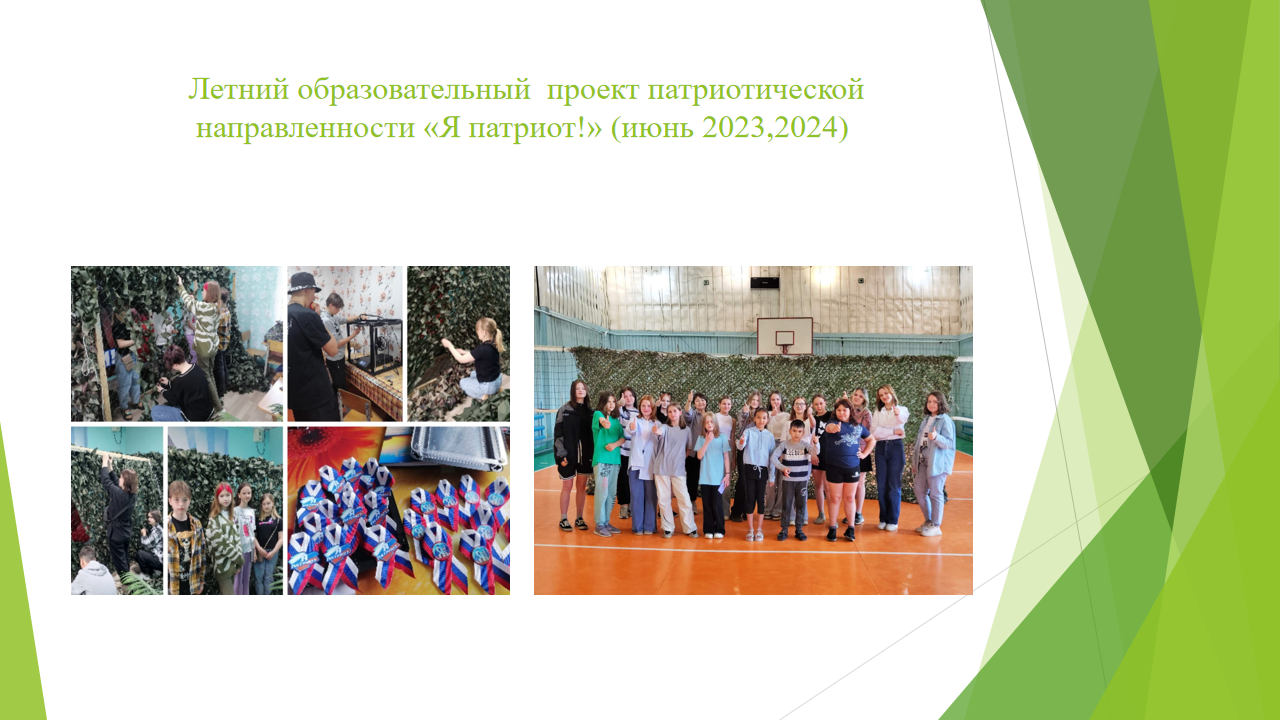 Летний образовательный  проект патриотической
направленности «Я патриот!» (июнь 2023,2024)